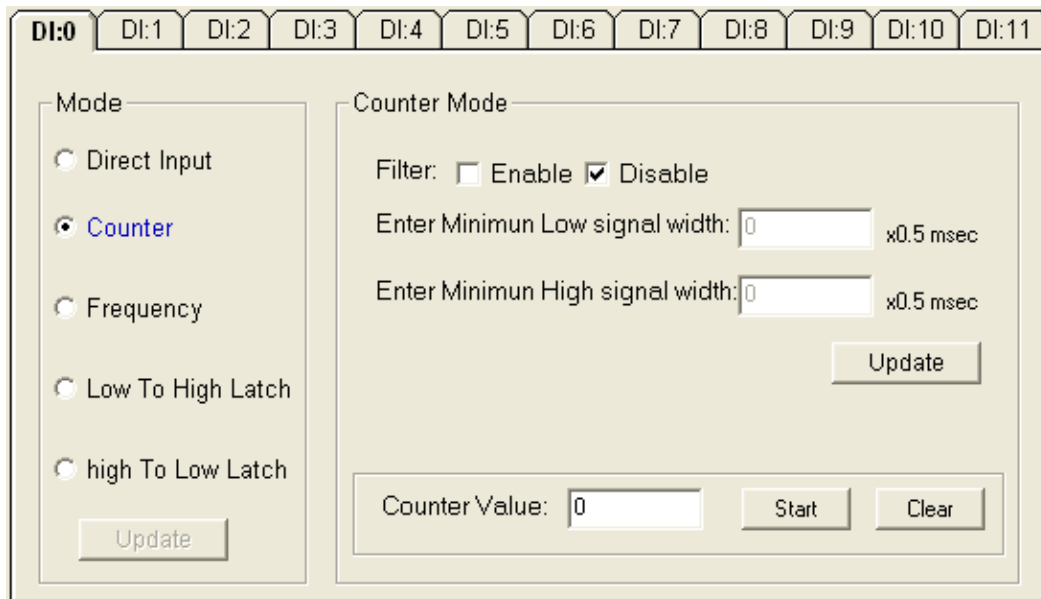 DI:0 DI:1 DI:2 DI:3 DI:4 DI:5 DI:6 DI:7 DI:8 DI:9 DI:10 DI:11
Mode
Direct Input
Counter
Frequency
Low To High Latch
high To Low Latch
Update
Counter Mode
Filter: Enable Disable
Enter Minimun Low signal width: 0 x0.5 msec
Enter Minimun High signal width: 0 x0.5 msec
Update
Counter Value: 0 Start Clear